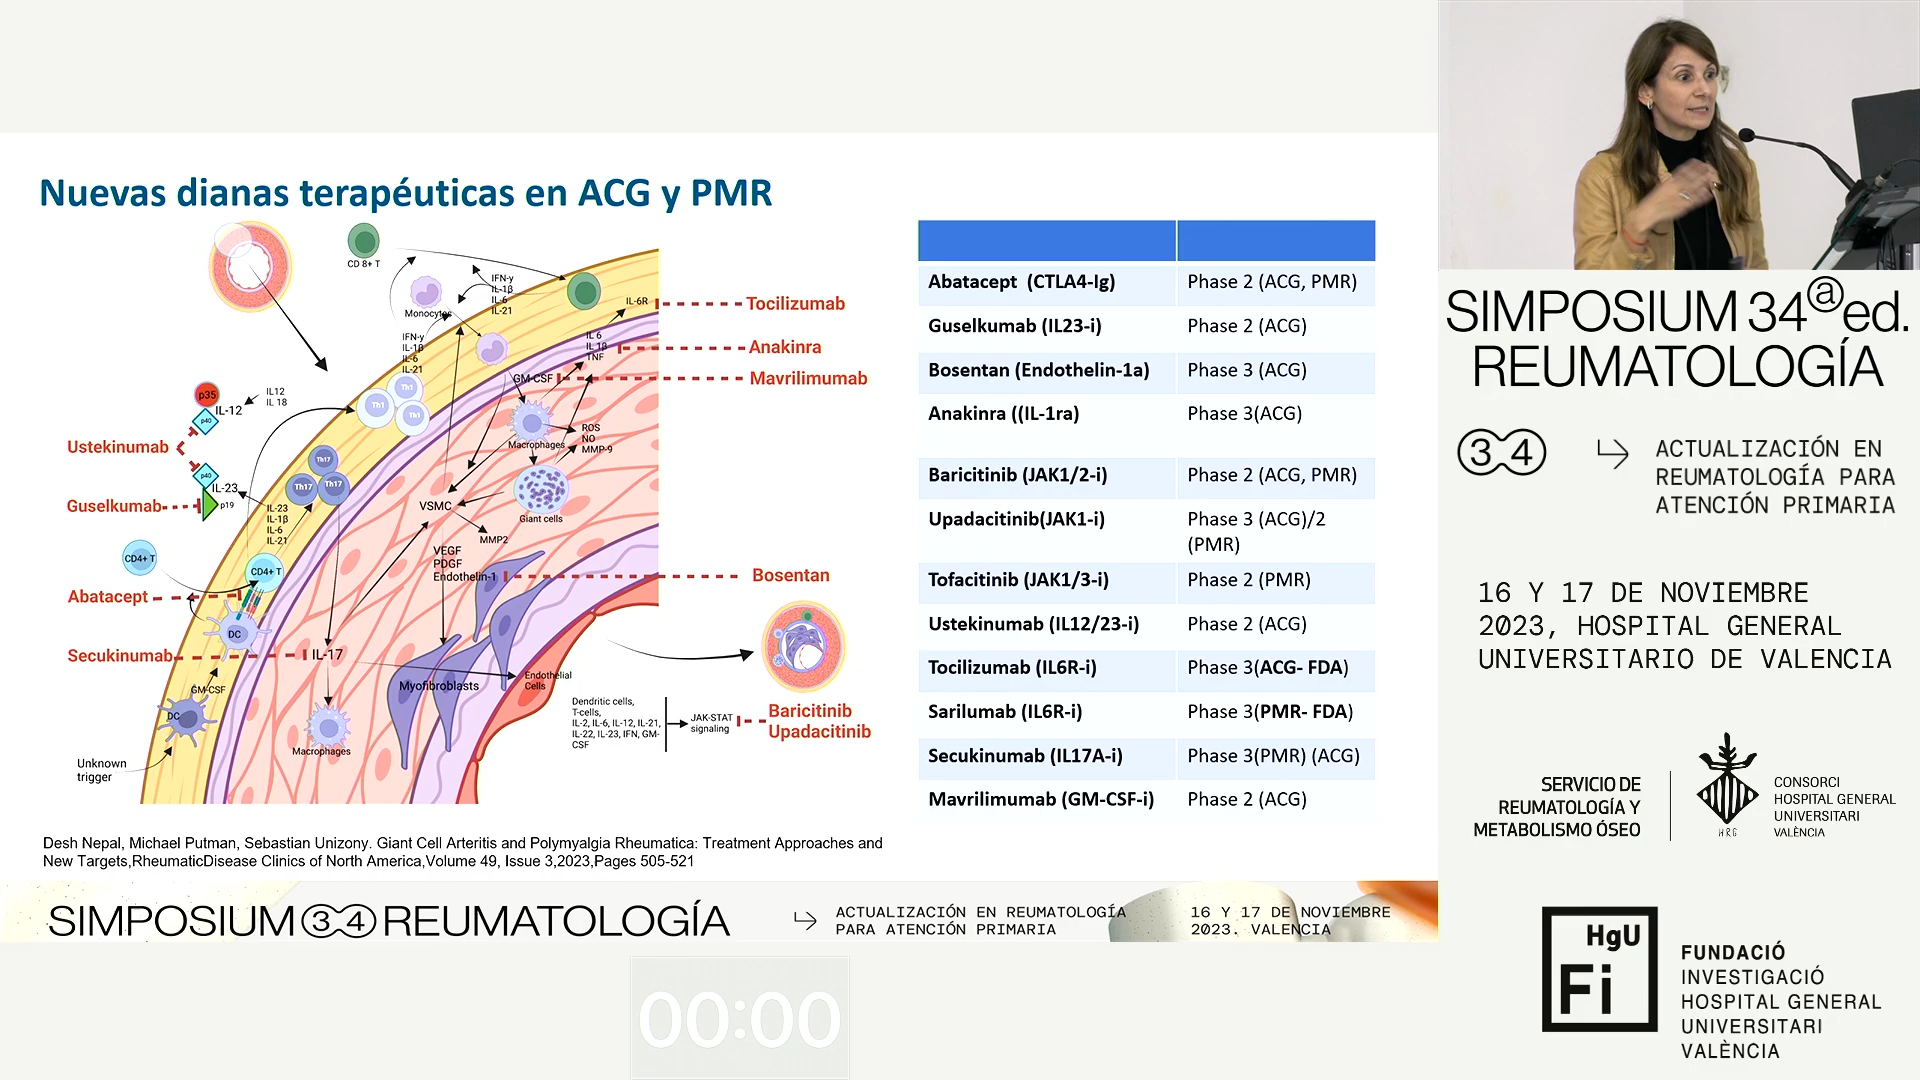 Nuevas dianas terapéuticas en ACG y PMR
CD 8+ T
Monocytes
IFN-γ
IL-1β
IL-6
IL-21
IL-6R
Tocilizumab
IFN-γ
IL-1β
IL-6
IL-21
IL 6
IL 1β
TNF
Anakinra
GM-CSF
Mavrilimumab
p35
p40
IL-12
IL12
IL 18
Th1
Th1
Th1
Macrophages
ROS
NO
MMP-9
Ustekinumab
p40
IL-23
p19
Guselkumab
Th17
Th17
Th17
IL-23
IL-1β
IL-6
IL-21
VSMC
Giant cells
MMP2
CD4+ T
CD4+ T
VEGF
PDGF
Endothelin-1
Bosentan
Abatacept
DC
Secukinumab
IL-17
GM-CSF
DC
Myofibroblasts
Endothelial
Cells
Macrophages
Unknown
trigger
Dendritic cells,
T-cells,
IL-2, IL-6, IL-12, IL-21,
IL-22, IL-23, IFN, GM-
CSF
JAK-STAT
signaling
Baricitinib
Upadacitinib
Abatacept (CTLA4-Ig) Phase 2 (ACG, PMR)
Guselkumab (IL23-i) Phase 2 (ACG)
Bosentan (Endothelin-1a) Phase 3 (ACG)
Anakinra ((IL-1ra) Phase 3(ACG)
Baricitinib (JAK1/2-i) Phase 2 (ACG, PMR)
Upadacitinib(JAK1-i) Phase 3 (ACG)/2
(PMR)
Tofacitinib (JAK1/3-i) Phase 2 (PMR)
Ustekinumab (IL12/23-i) Phase 2 (ACG)
Tocilizumab (IL6R-i) Phase 3(ACG- FDA)
Sarilumab (IL6R-i) Phase 3(PMR- FDA)
Secukinumab (IL17A-i) Phase 3(PMR) (ACG)
Mavrilimumab (GM-CSF-i) Phase 2 (ACG)
Desh Nepal, Michael Putman, Sebastian Unizony. Giant Cell Arteritis and Polymyalgia Rheumatica: Treatment Approaches and
New Targets,RheumaticDisease Clinics of North America,Volume 49, Issue 3,2023,Pages 505-521
SIMPOSIUM 34 REUMATOLOGÍA
ACTUALIZACIÓN EN REUMATOLOGÍA
PARA ATENCIÓN PRIMARIA
16 Y 17 DE NOVIEMBRE
2023. VALENCIA
00:00
SIMPOSIUM 34ªed.
REUMATOLOGÍA
34
ACTUALIZACIÓN EN
REUMATOLOGÍA PARA
ATENCIÓN PRIMARIA
16 Y 17 DE NOVIEMBRE
2023, HOSPITAL GENERAL
UNIVERSITARIO DE VALENCIA
SERVICIO DE
REUMATOLOGÍA Y
METABOLISMO ÓSEO
HRG
CONSORCI
HOSPITAL GENERAL
UNIVERSITARI
VALÈNCIA
HgU
Fi
FUNDACIÓ
INVESTIGACIÓ
HOSPITAL GENERAL
UNIVERSITARI
VALÈNCIA